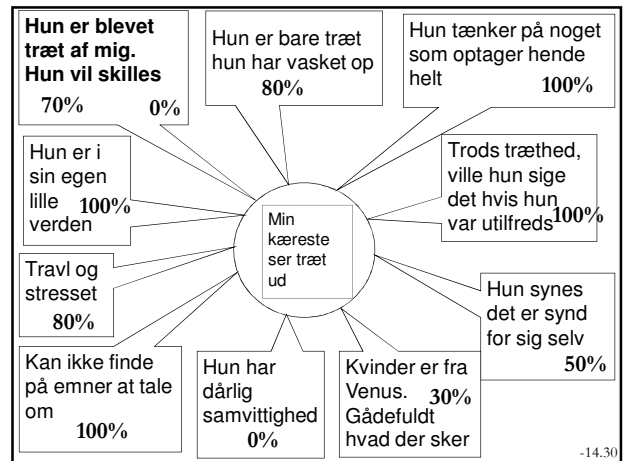 Hun er blevet
træt af mig.
Hun vil skilles
70% 0%
Hun er bare træt
hun har vasket op
80%
Hun tænker på noget
som optager hende
helt 100%
Hun er i
sin egen
lille 100%
verden
Min
kæreste
ser træt
ud
Trods træthed,
ville hun sige
det hvis hun
var utilfreds 100%
Travl og
stresset
80%
Hun synes
det er synd
for sig selv
50%
Kan ikke finde
på emner at tale
om
100%
Hun har
dårlig
samvittighed
0%
Kvinder er fra
Venus. 30%
Gådefuldt
hvad der sker
-14.30